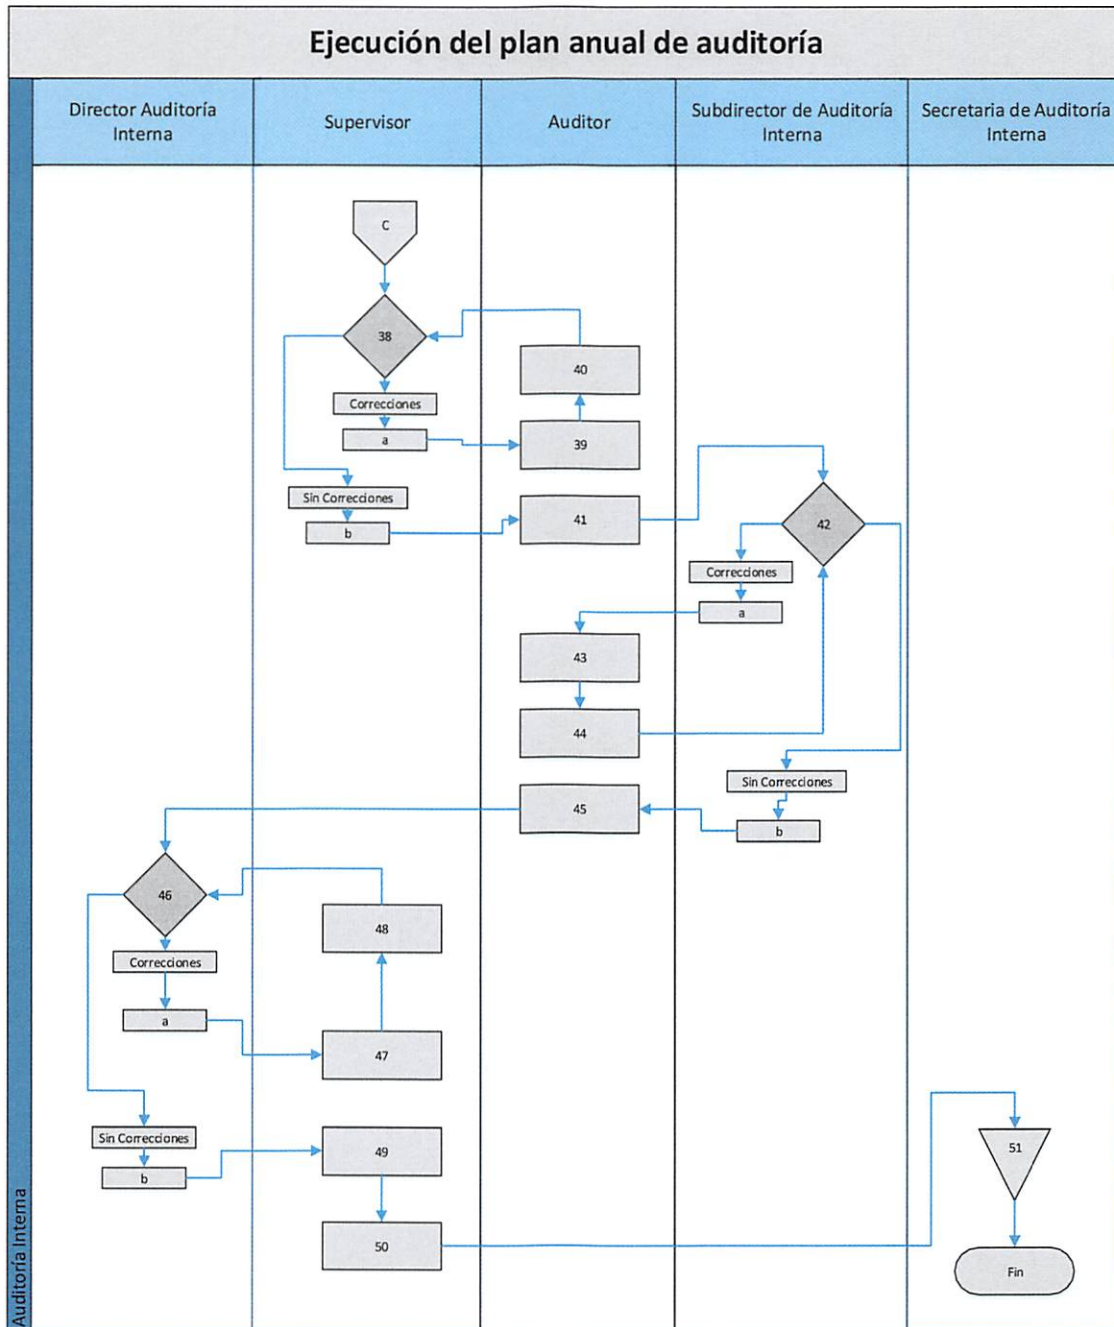 Ejecución del plan anual de auditoría
Director Auditoría
Interna
Supervisor
Auditor
Subdirector de Auditoría
Interna
Secretaria de Auditoría
Interna
C
38
40
Correcciones
a
39
Sin Correcciones
b
41
42
Correcciones
a
43
44
Sin Correcciones
b
45
46
48
Correcciones
a
47
Sin Correcciones
b
49
51
50
Fin
Auditoría Interna